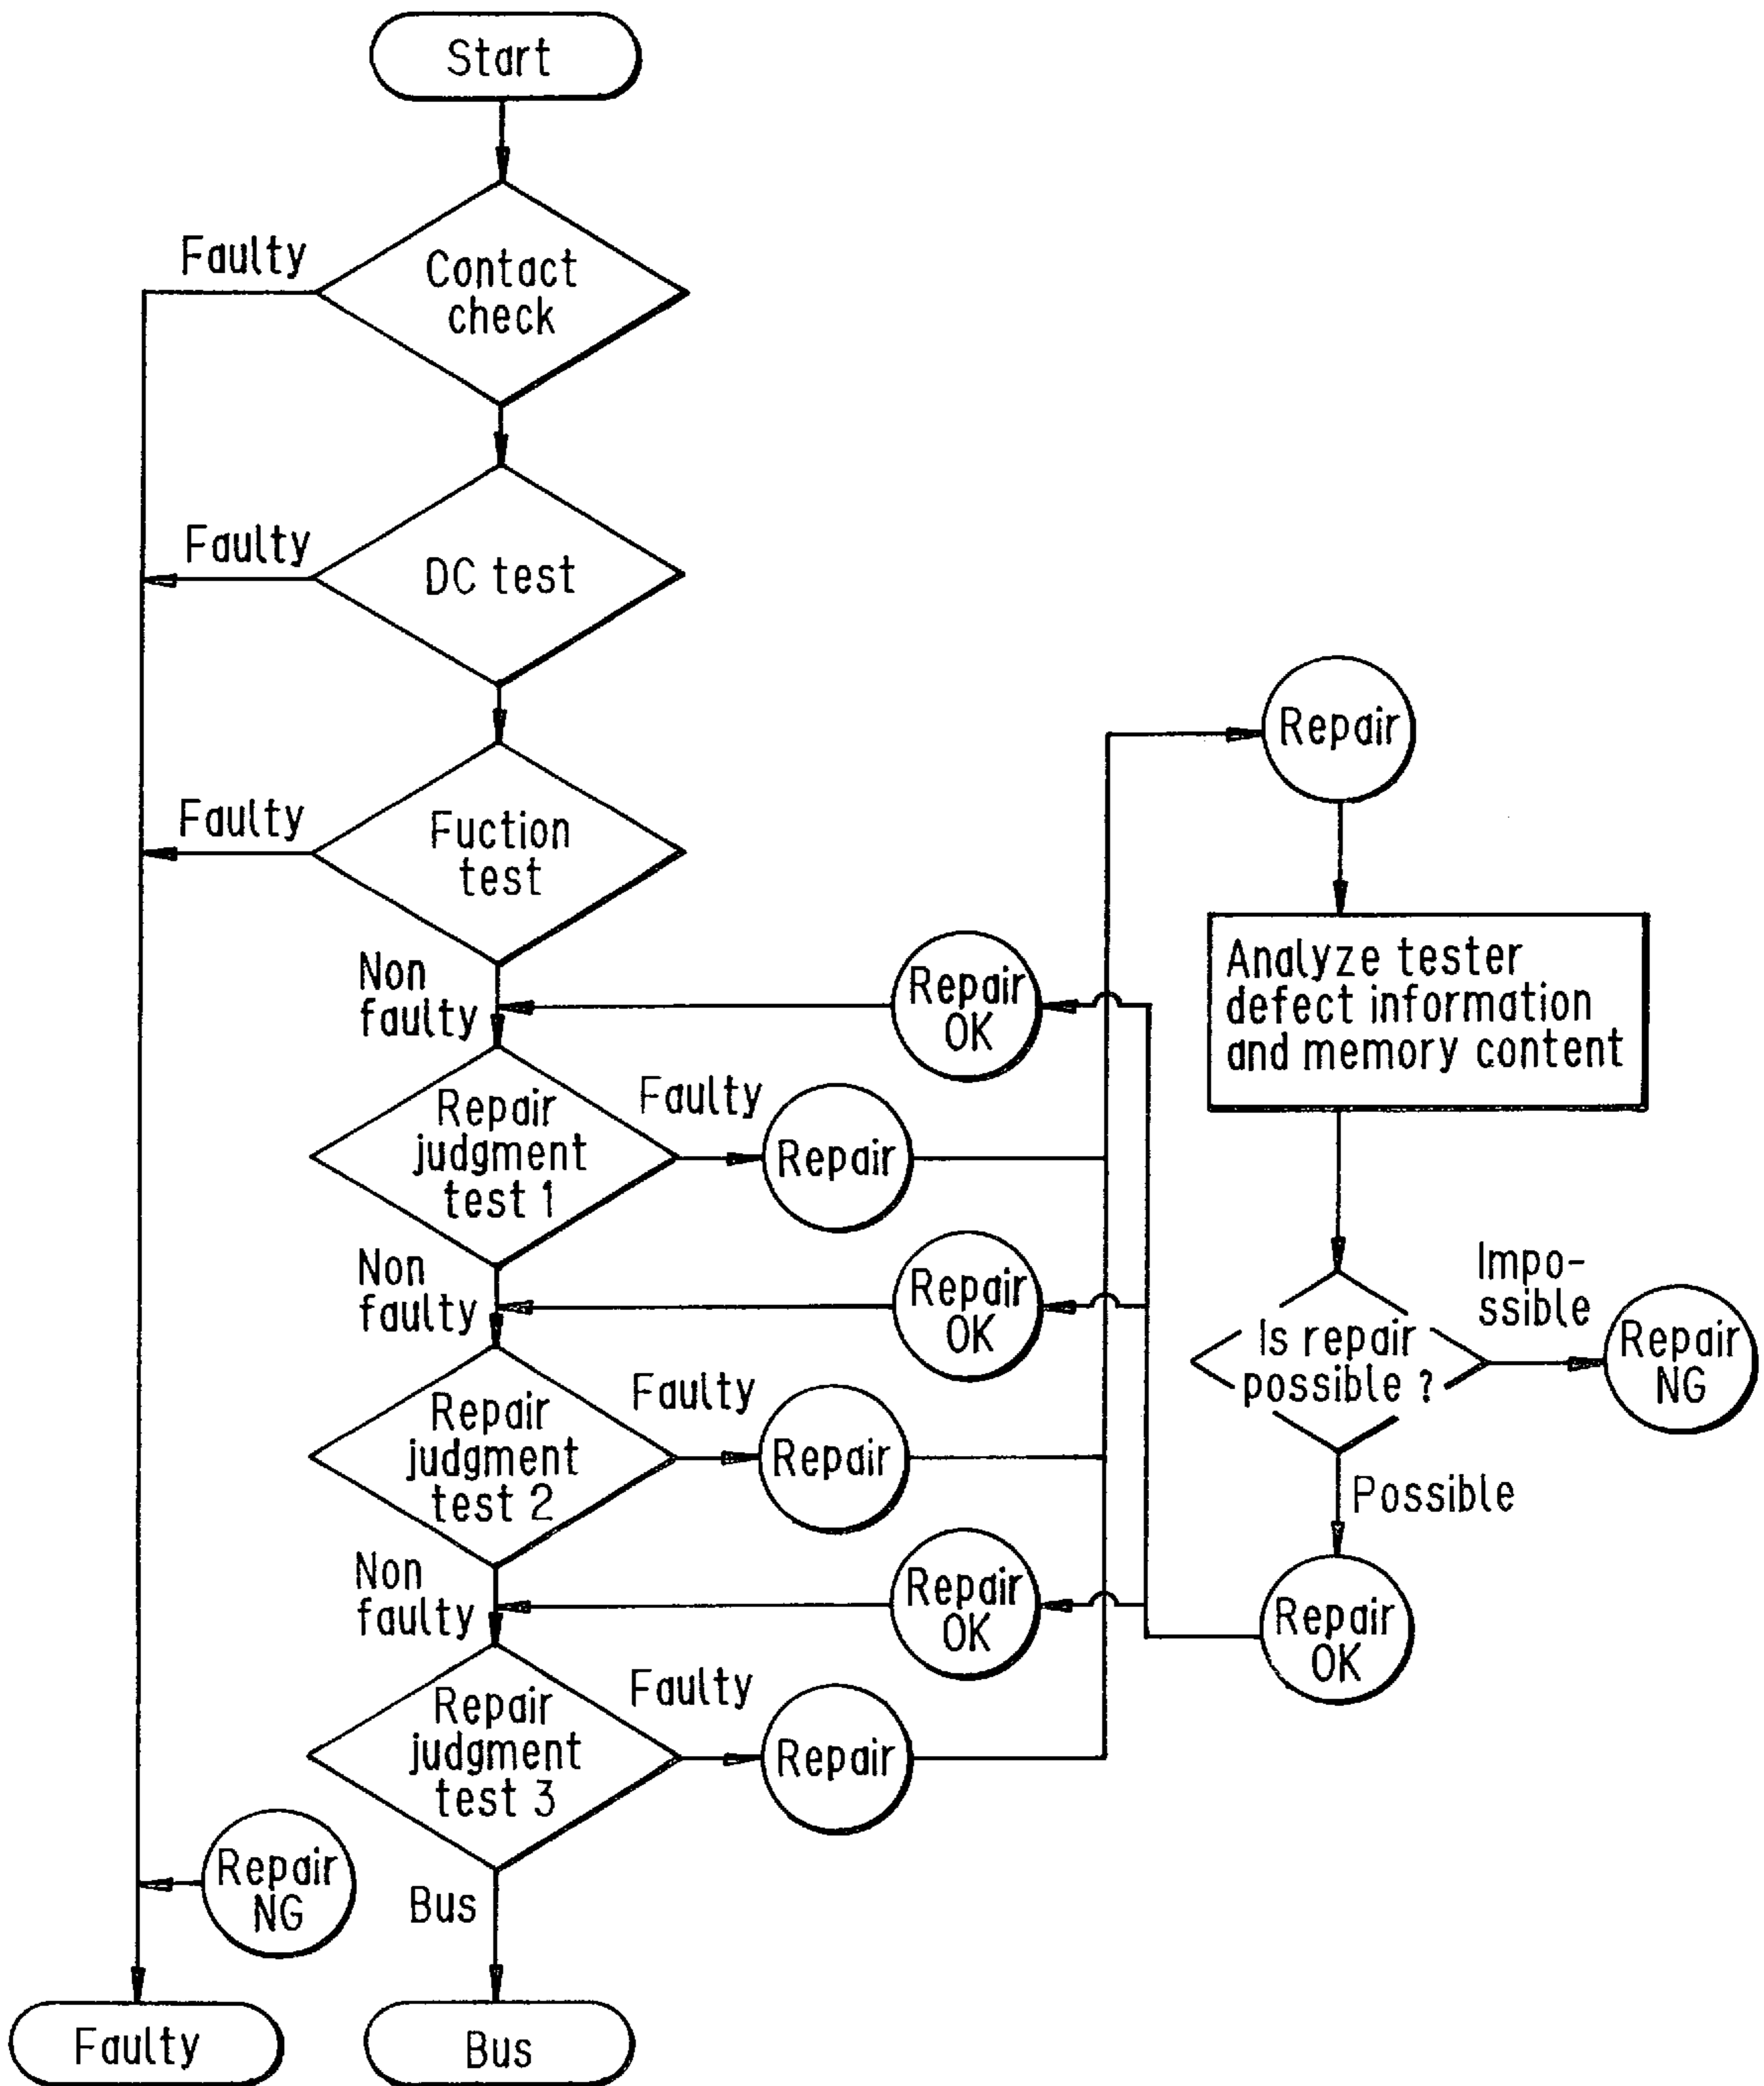 Start
Faulty
Contact
check
Faulty
DC test
Faulty
Fuction
test
Non
faulty
Repair
OK
Repair
judgment
test 1
Faulty
Repair
Non
faulty
Repair
OK
Repair
judgment
test 2
Faulty
Repair
Non
faulty
Repair
OK
Repair
judgment
test 3
Faulty
Repair
Repair
NG
Bus
Faulty
Bus
Repair
Analyze tester
defect information
and memory content
Is repair
possible ?
Impo-
ssible
Repair
NG
Possible
Repair
OK